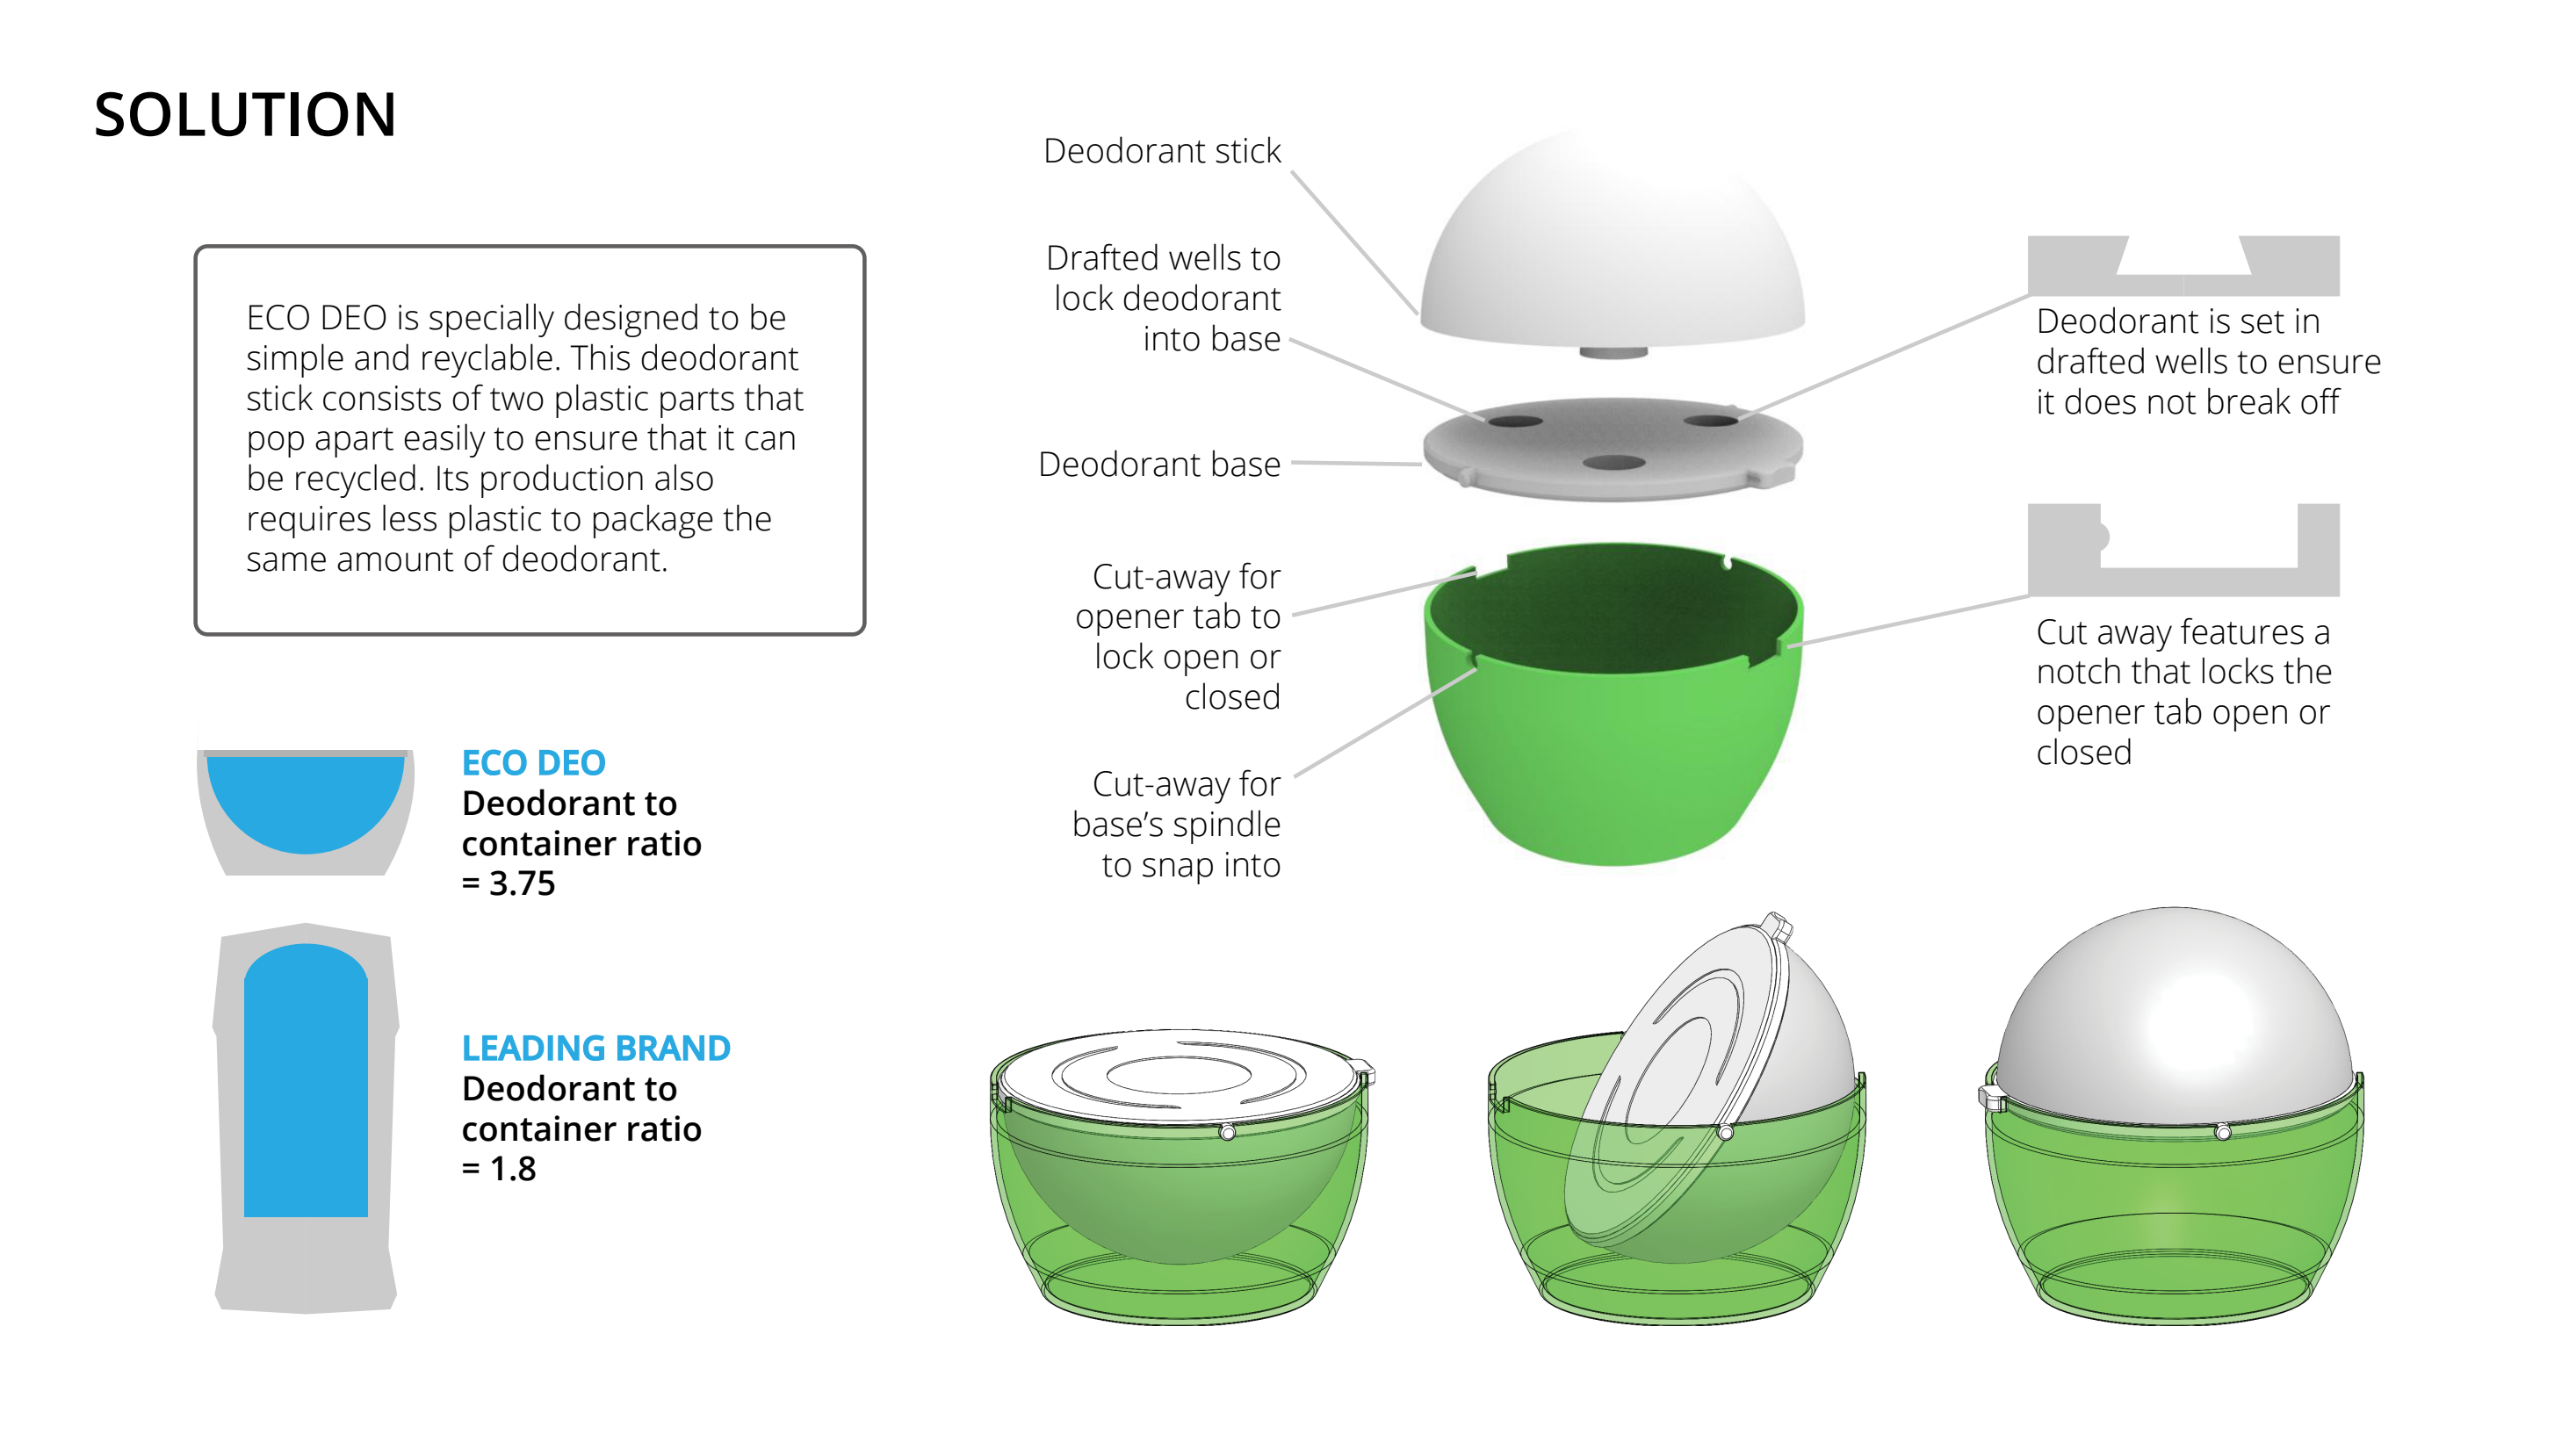 SOLUTION
ECO DEO is specially designed to be
simple and reyclable. This deodorant
stick consists of two plastic parts that
pop apart easily to ensure that it can
be recycled. Its production also
requires less plastic to package the
same amount of deodorant.
ECO DEO
Deodorant to
container ratio
= 3.75
LEADING BRAND
Deodorant to
container ratio
= 1.8
Deodorant stick
Drafted wells to
lock deodorant
into base
Deodorant base
Cut-away for
opener tab to
lock open or
closed
Cut-away for
base’s spindle
to snap into
Deodorant is set in
drafted wells to ensure
it does not break off
Cut away features a
notch that locks the
opener tab open or
closed